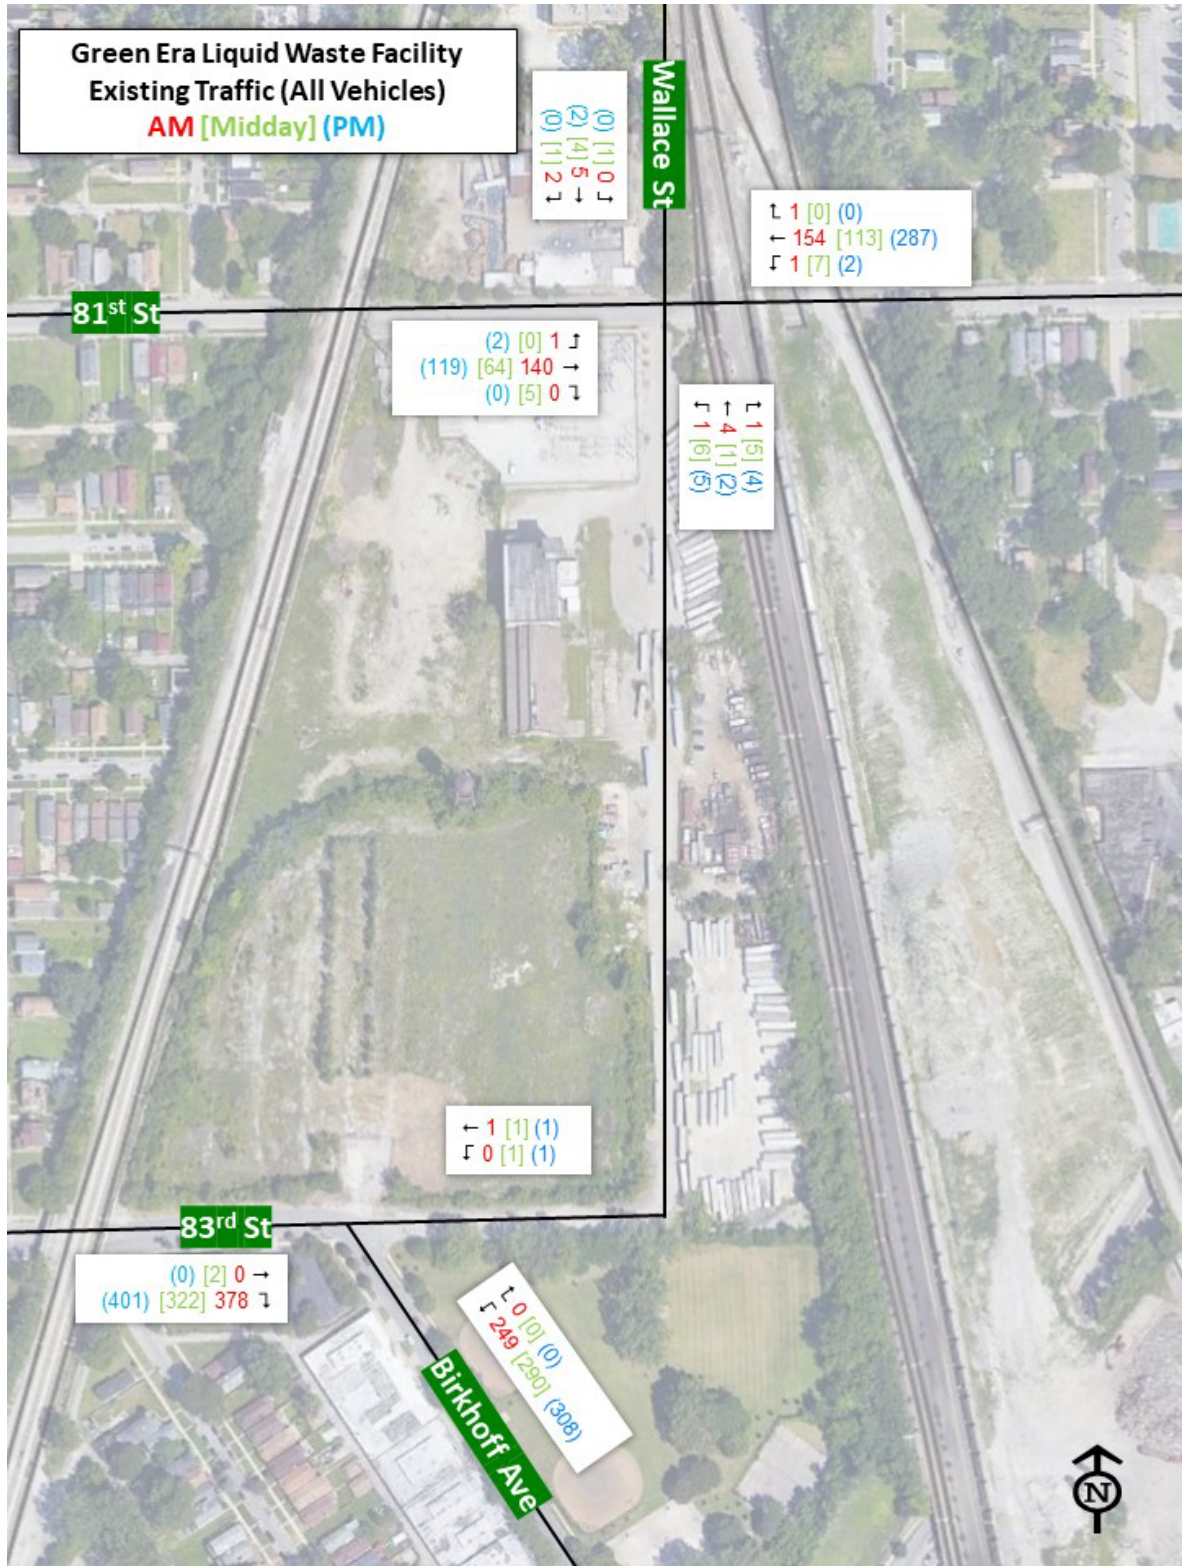 Green Era Liquid Waste Facility
Existing Traffic (All Vehicles)
AM [Midday] (PM)
Wallace St
(0) [1] 0 ↴
(2) [4] 5 →
(0) [1] 2 ↴
↰ 1 [0] (0)
← 154 [113] (287)
↲ 1 [7] (2)
81st St
(2) [0] 1 ⮥
(119) [64] 140 →
(0) [5] 0 ↴
↰ 1 [5] (4)
← 4 [1] (2)
↲ 1 [6] (5)
← 1 [1] (1)
↲ 0 [1] (1)
83rd St
(0) [2] 0 →
(401) [322] 378 ↴
↰ 0 [0] (0)
↲ 249 [290] (308)
Birkhoff Ave
N